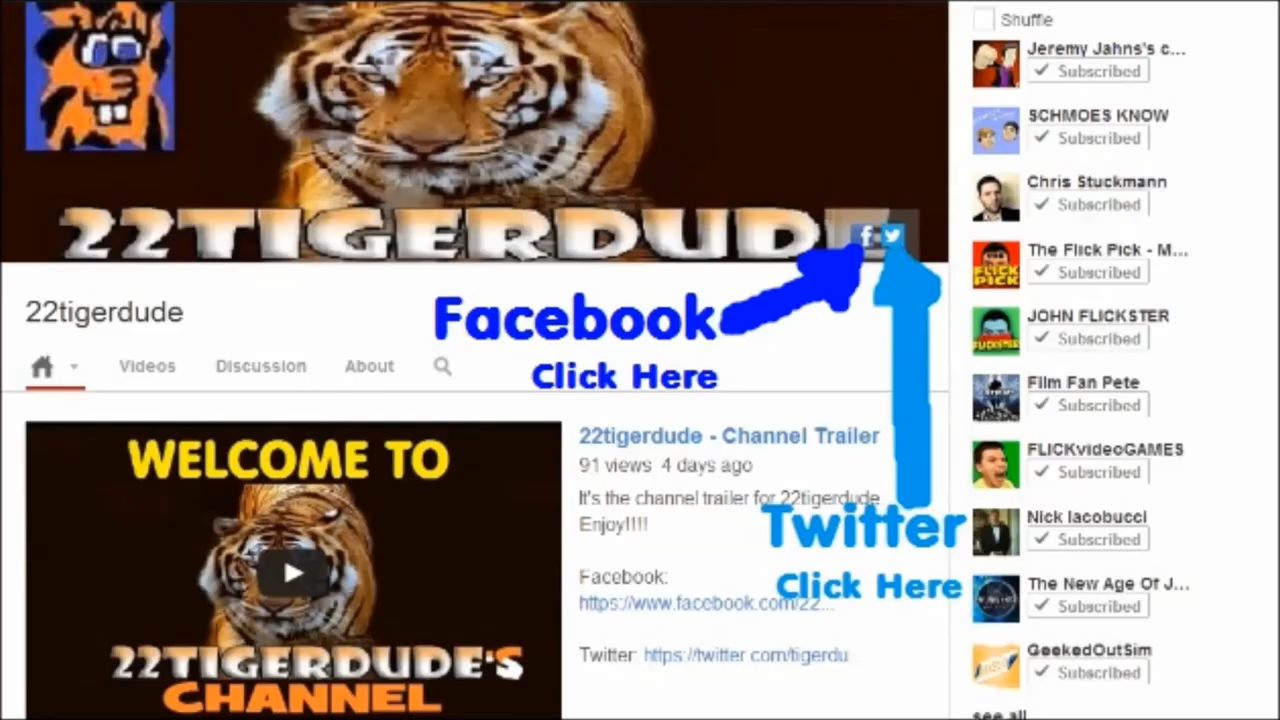 22TIGERDUDE
22tigerdude
Videos Discussion About
Facebook
Click Here
WELCOME TO
22TIGERDUDE'S
CHANNEL
22tigerdude - Channel Trailer
91 views 4 days ago
It's the channel trailer for 22tigerdude
Enjoy!!!!
Facebook:
https://www.facebook.com/22...
Twitter: https://twitter.com/tigerdu
Twitter
Click Here
Shuffle
Jeremy Jahns's c...
Subscribed
SCHMOES KNOW
Subscribed
Chris Stuckmann
Subscribed
The Flick Pick - M...
Subscribed
FLICK
PICK
JOHN FLICKSTER
Subscribed
Film Fan Pete
Subscribed
FLICKvideoGAMES
Subscribed
Nick Iacobucci
Subscribed
The New Age Of J...
Subscribed
GeekedOutSim
Subscribed
see all